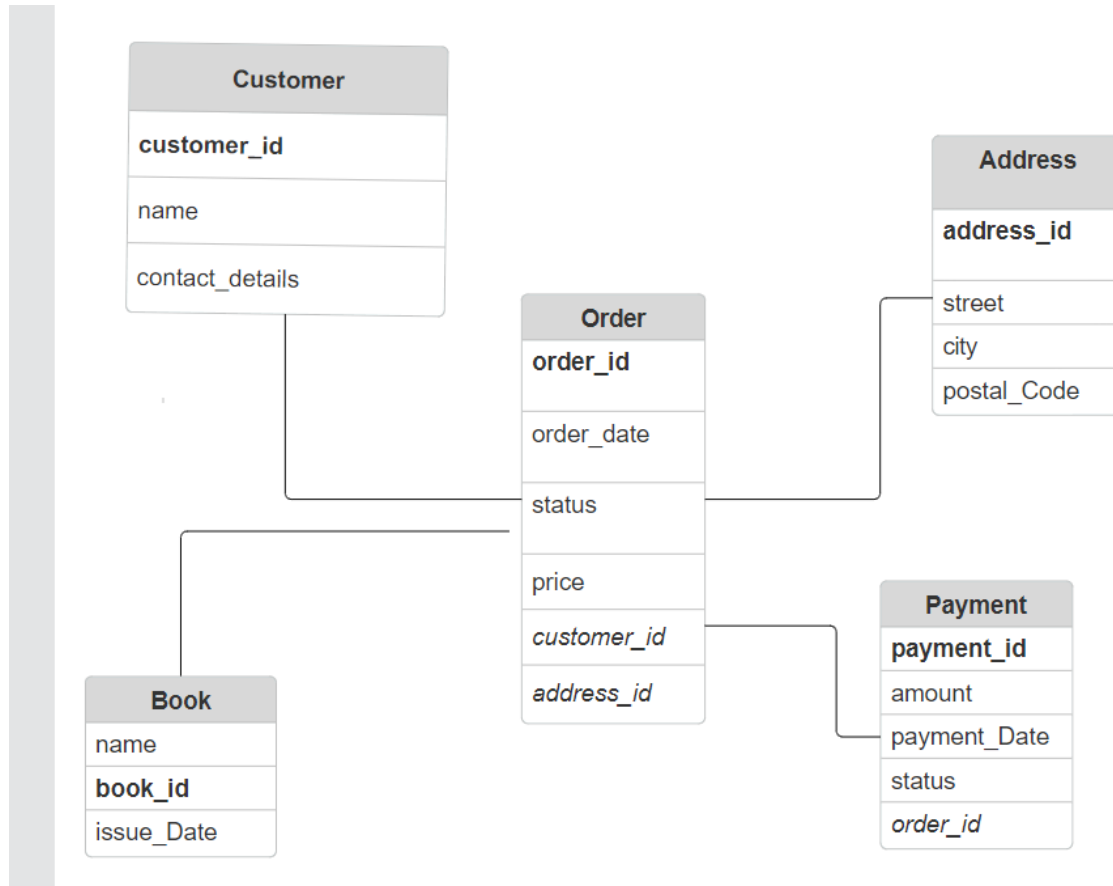 Customer
customer_id
name
contact_details
Address
address_id
street
city
postal_Code
Order
order_id
order_date
status
price
customer_id
address_id
Payment
payment_id
amount
payment_Date
status
order_id
Book
name
book_id
issue_Date